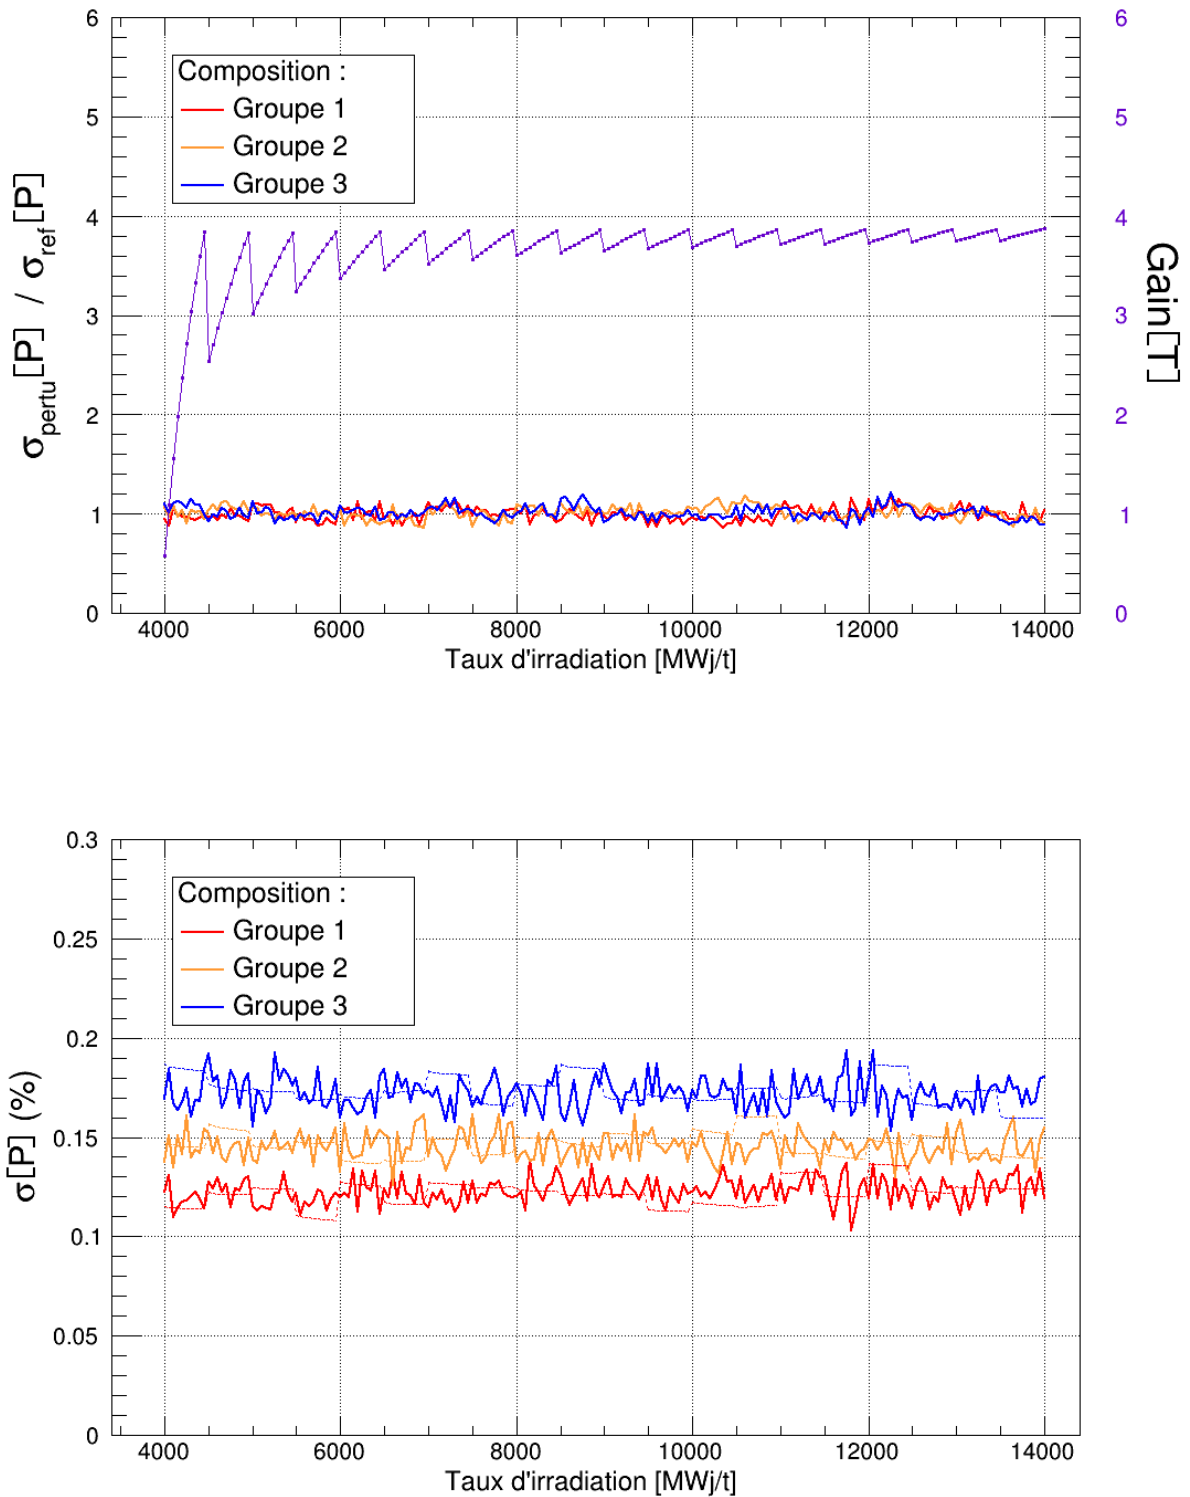 6 6
Composition :
Groupe 1
Groupe 2
Groupe 3
5 5
4 4
3 3
2 2
1 1
0 0
σpertu[P] / σref[P]
Gain[T]
4000 6000 8000 10000 12000 14000
Taux d'irradiation [MWj/t]
0.3
Composition :
Groupe 1
Groupe 2
Groupe 3
0.25
0.2
0.15
0.1
0.05
0
σ[P] (%)
4000 6000 8000 10000 12000 14000
Taux d'irradiation [MWj/t]